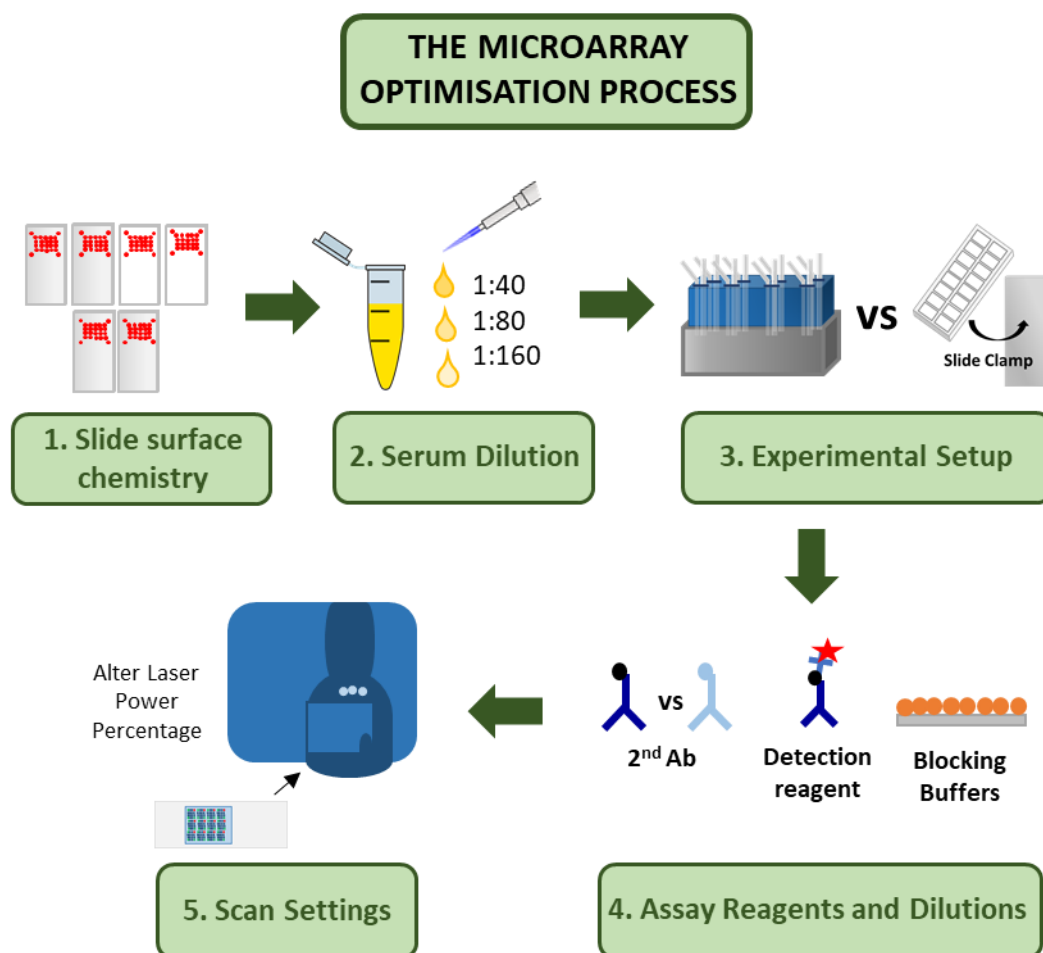 THE MICROARRAY
OPTIMISATION PROCESS
1:40
1:80
1:160
vs
Slide Clamp
1. Slide surface
chemistry
2. Serum Dilution
3. Experimental Setup
Alter Laser
Power
Percentage
vs
2nd Ab
Detection
reagent
Blocking
Buffers
5. Scan Settings
4. Assay Reagents and Dilutions